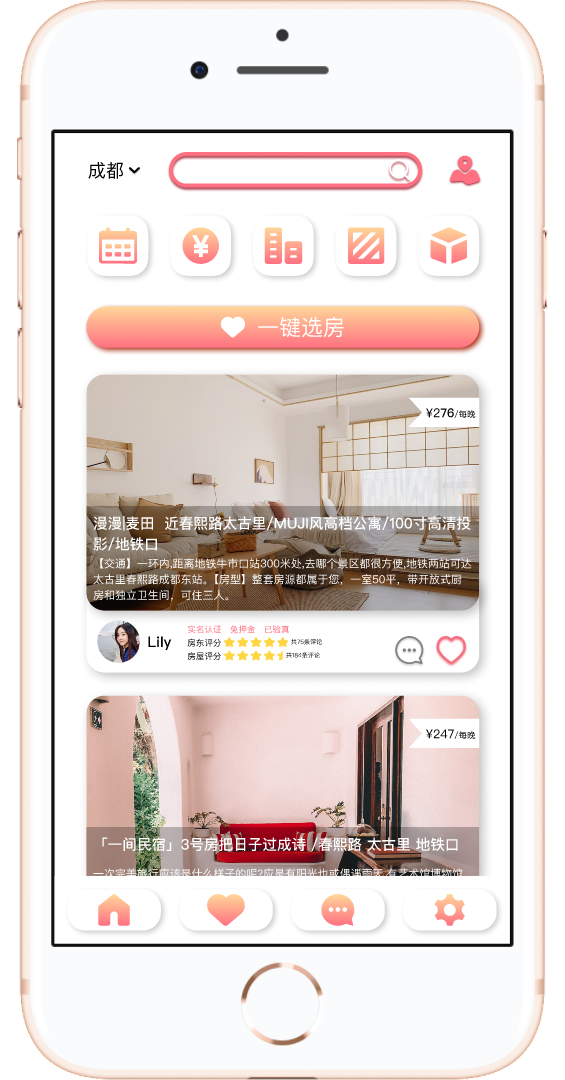 成都
一键选房
¥276/每晚
漫漫|麦田 近春熙路太古里/MUJI风高档公寓/100寸高清投
影/地铁口
【交通】一环内,距离地铁牛市口站300米处,去哪个景区都很方便,地铁两站可达
太古里春熙路成都东站。【房型】整套房源都属于您，一室50平，带开放式厨
房和独立卫生间，可住三人。
Lily
实名认证 免押金 已验真
房东评分 共75条评论
房屋评分 共184条评论
¥247/每晚
「一间民宿」3号房把日子过成诗 /春熙路 太古里 地铁口
一次完美旅行应该是什么样子的呢?应是有阳光也或偶遇雨天,有艺术馆博物馆